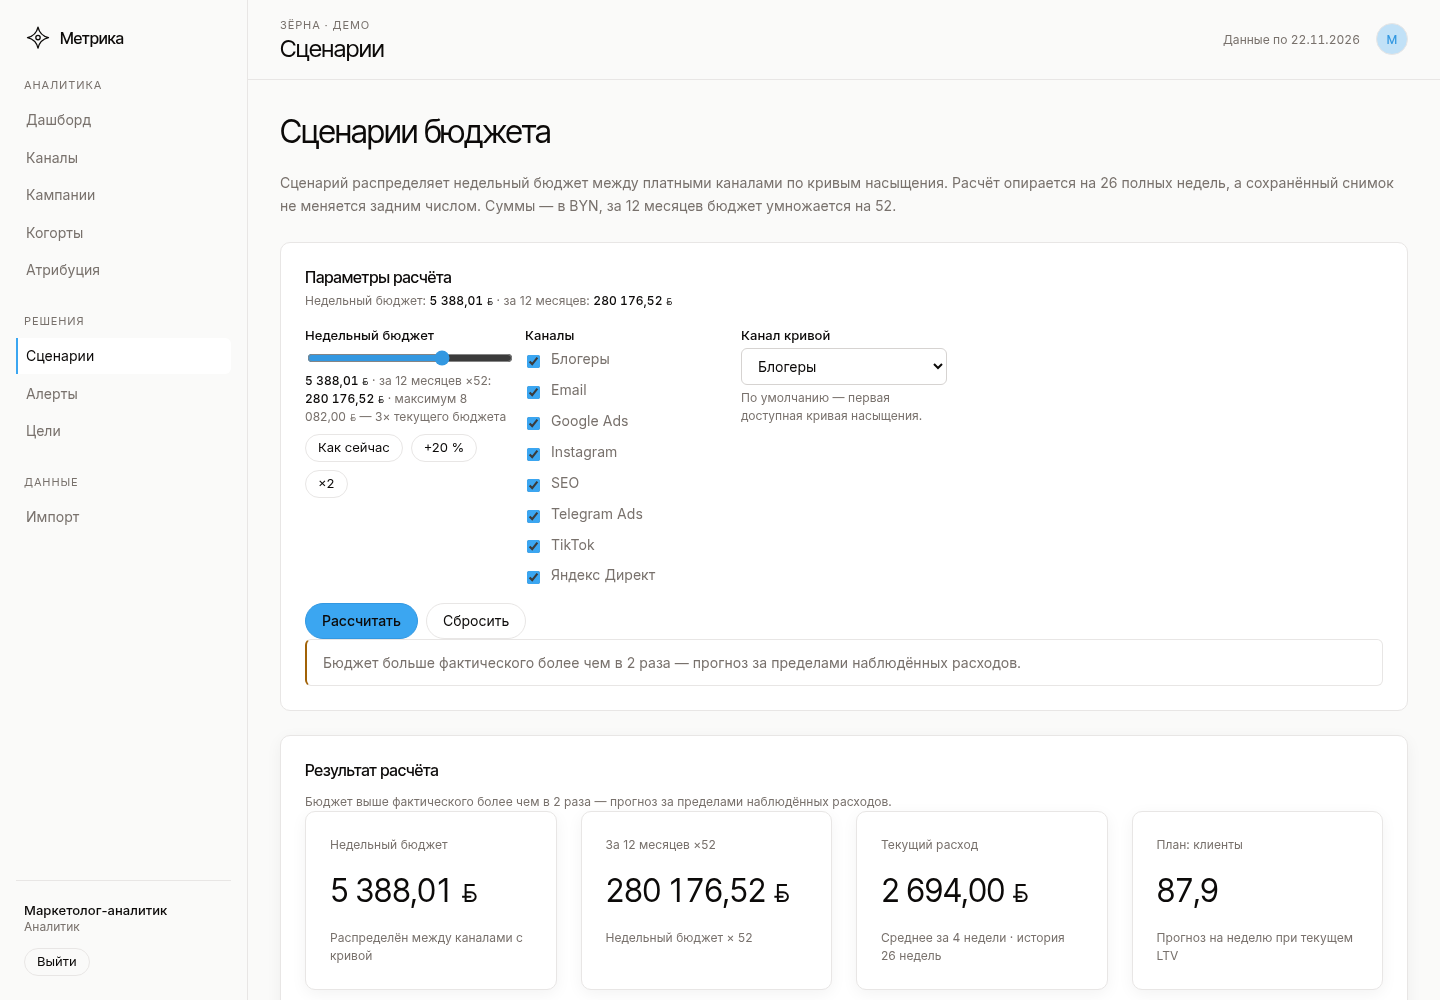 Метрика
АНАЛИТИКА
Дашборд
Каналы
Кампании
Когорты
Атрибуция
РЕШЕНИЯ
Сценарии
Алерты
Цели
ДАННЫЕ
Импорт
Маркетолог-аналитик
Аналитик
Выйти
ЗЁРНА · ДЕМО
Сценарии
Данные по 22.11.2026
М
Сценарии бюджета
Сценарий распределяет недельный бюджет между платными каналами по кривым насыщения. Расчёт опирается на 26 полных недель, а сохранённый снимок
не меняется задним числом. Суммы — в BYN, за 12 месяцев бюджет умножается на 52.
Параметры расчёта
Недельный бюджет: 5 388,01 Ƃ · за 12 месяцев: 280 176,52 Ƃ
Недельный бюджет
5 388,01 Ƃ · за 12 месяцев ×52:
280 176,52 Ƃ · максимум 8
082,00 Ƃ — 3× текущего бюджета
Как сейчас
+20 %
×2
Каналы
Блогеры
Email
Google Ads
Instagram
SEO
Telegram Ads
TikTok
Яндекс Директ
Канал кривой
Блогеры
По умолчанию — первая
доступная кривая насыщения.
Рассчитать
Сбросить
Бюджет больше фактического более чем в 2 раза — прогноз за пределами наблюдённых расходов.
Результат расчёта
Бюджет выше фактического более чем в 2 раза — прогноз за пределами наблюдённых расходов.
Недельный бюджет
5 388,01 Ƃ
Распределён между каналами с
кривой
За 12 месяцев ×52
280 176,52 Ƃ
Недельный бюджет × 52
Текущий расход
2 694,00 Ƃ
Среднее за 4 недели · история
26 недель
План: клиенты
87,9
Прогноз на неделю при текущем
LTV